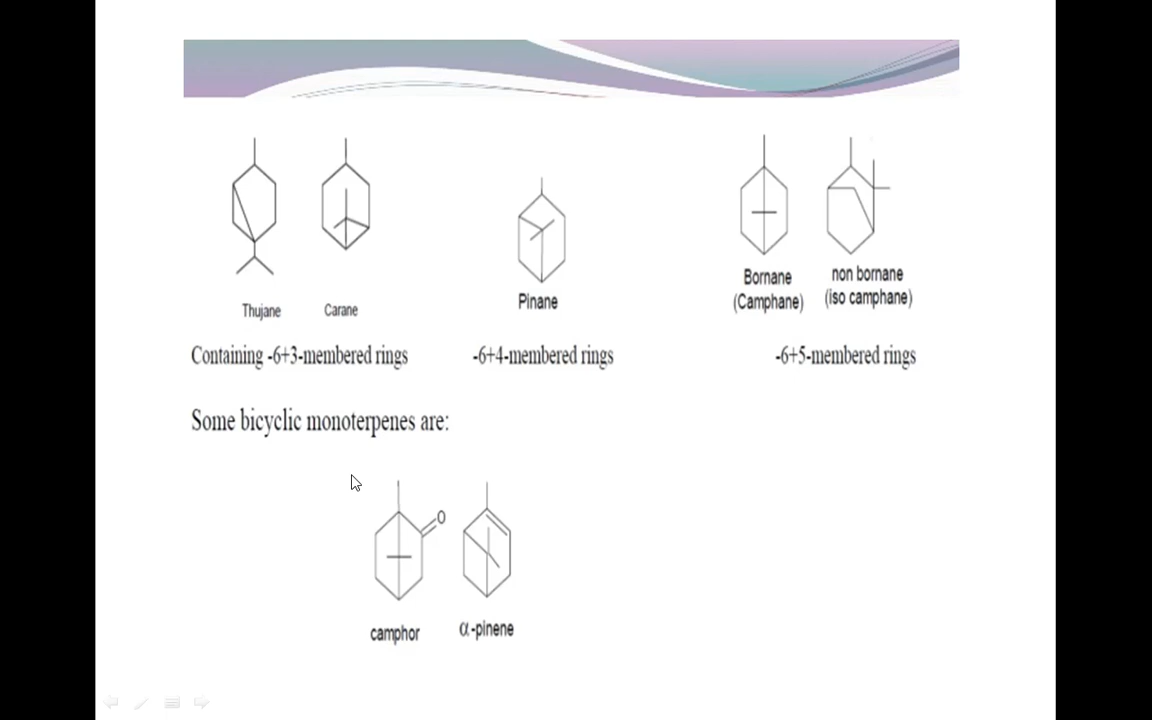 Thujane
Carane
Pinane
Bornane
(Camphane)
non bornane
(iso camphane)
Containing -6+3-membered rings
-6+4-membered rings
-6+5-membered rings
Some bicyclic monoterpenes are:
O
camphor
α-pinene